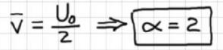 v̄ = U₀/2 ⟹ α = 2